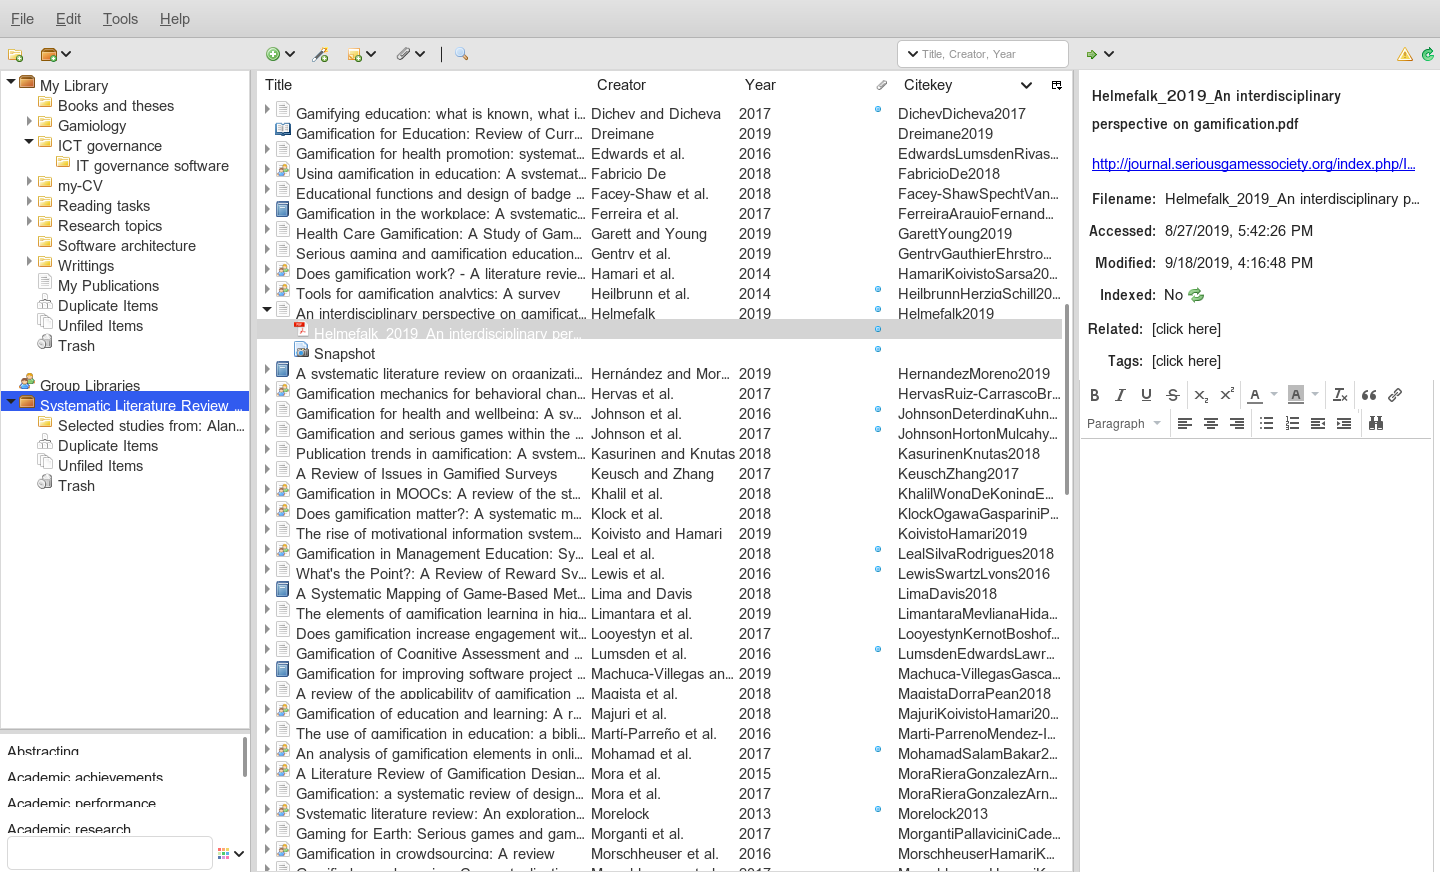 File Edit Tools Help
Title, Creator, Year
My Library
Books and theses
Gamiology
ICT governance
IT governance software
my-CV
Reading tasks
Research topics
Software architecture
Writtings
My Publications
Duplicate Items
Unfiled Items
Trash
Group Libraries
Systematic Literature Review ...
Selected studies from: Alan...
Duplicate Items
Unfiled Items
Trash
Abstracting
Academic achievements
Academic performance
Academic research
Title Creator Year Citekey
Gamifying education: what is known, what i... Dichev and Dicheva 2017 DichevDicheva2017
Gamification for Education: Review of Curr... Dreimane 2019 Dreimane2019
Gamification for health promotion: systemat... Edwards et al. 2016 EdwardsLumsdenRivas...
Using gamification in education: A systemat... Fabricio De 2018 FabricioDe2018
Educational functions and design of badge ... Facey-Shaw et al. 2018 Facey-ShawSpechtVan...
Gamification in the workplace: A systematic... Ferreira et al. 2017 FerreiraAraujoFernand...
Health Care Gamification: A Study of Gam... Garett and Young 2019 GarettYoung2019
Serious gaming and gamification education... Gentry et al. 2019 GentryGauthierEhrstro...
Does gamification work? - A literature revie... Hamari et al. 2014 HamariKoivistoSarsa20...
Tools for gamification analytics: A survey Heilbrunn et al. 2014 HeilbrunnHerzigSchill20...
An interdisciplinary perspective on gamificat... Helmefalk 2019 Helmefalk2019
Helmefalk_2019_An interdisciplinary per...
Snapshot
A systematic literature review on organizati... Hernández and Mor... 2019 HernandezMoreno2019
Gamification mechanics for behavioral chan... Hervas et al. 2017 HervasRuiz-CarrascoBr...
Gamification for health and wellbeing: A sy... Johnson et al. 2016 JohnsonDeterdingKuhn...
Gamification and serious games within the ... Johnson et al. 2017 JohnsonHortonMulcahy...
Publication trends in gamification: A system... Kasurinen and Knutas 2018 KasurinenKnutas2018
A Review of Issues in Gamified Surveys Keusch and Zhang 2017 KeuschZhang2017
Gamification in MOOCs: A review of the st... Khalil et al. 2018 KhalilWongDeKoningE...
Does gamification matter?: A systematic m... Klock et al. 2018 KlockOgawaGaspariniP...
The rise of motivational information system... Koivisto and Hamari 2019 KoivistoHamari2019
Gamification in Management Education: Sy... Leal et al. 2018 LealSilvaRodrigues2018
What's the Point?: A Review of Reward Sy... Lewis et al. 2016 LewisSwartzLyons2016
A Systematic Mapping of Game-Based Met... Lima and Davis 2018 LimaDavis2018
The elements of gamification learning in hig... Limantara et al. 2019 LimantaraMeylianaHida...
Does gamification increase engagement wit... Looyestyn et al. 2017 LooyestynKernotBoshof...
Gamification of Cognitive Assessment and ... Lumsden et al. 2016 LumsdenEdwardsLawr...
Gamification for improving software project ... Machuca-Villegas an... 2019 Machuca-VillegasGasca...
A review of the applicability of gamification ... Magista et al. 2018 MagistaDorraPean2018
Gamification of education and learning: A r... Majuri et al. 2018 MajuriKoivistoHamari20...
The use of gamification in education: a bibli... Martí-Parreño et al. 2016 Marti-ParrenoMendez-I...
An analysis of gamification elements in onli... Mohamad et al. 2017 MohamadSalamBakar2...
A Literature Review of Gamification Design... Mora et al. 2015 MoraRieraGonzalezArn...
Gamification: a systematic review of design... Mora et al. 2017 MoraRieraGonzalezArn...
Systematic literature review: An exploration... Morelock 2013 Morelock2013
Gaming for Earth: Serious games and gam... Morganti et al. 2017 MorgantiPallaviciniCade...
Gamification in crowdsourcing: A review Morschheuser et al. 2016 MorschheuserHamariK...
Helmefalk_2019_An interdisciplinary
perspective on gamification.pdf
http://journal.seriousgamessociety.org/index.php/I...
Filename: Helmefalk_2019_An interdisciplinary p...
Accessed: 8/27/2019, 5:42:26 PM
Modified: 9/18/2019, 4:16:48 PM
Indexed: No
Related: [click here]
Tags: [click here]
Paragraph